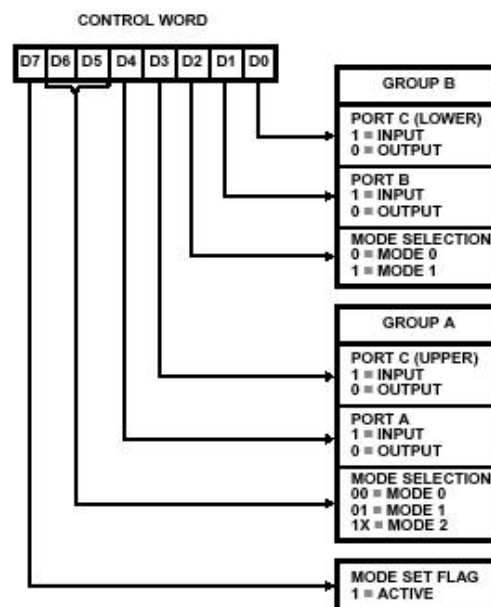 CONTROL WORD
D7 D6 D5 D4 D3 D2 D1 D0
GROUP B
PORT C (LOWER)
1 = INPUT
0 = OUTPUT
PORT B
1 = INPUT
0 = OUTPUT
MODE SELECTION
0 = MODE 0
1 = MODE 1
GROUP A
PORT C (UPPER)
1 = INPUT
0 = OUTPUT
PORT A
1 = INPUT
0 = OUTPUT
MODE SELECTION
00 = MODE 0
01 = MODE 1
1X = MODE 2
MODE SET FLAG
1 = ACTIVE